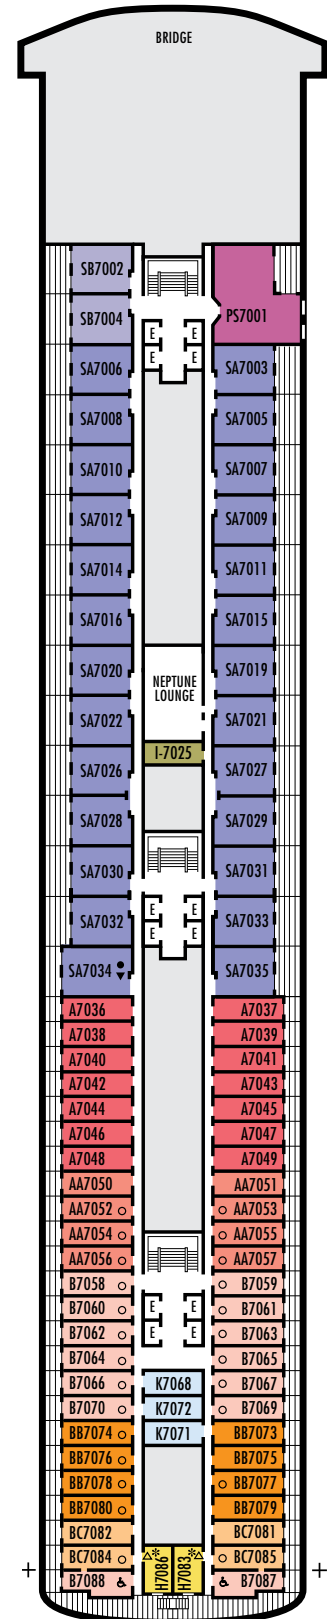 BRIDGE
SB7002
SB7004
PS7001
E E
E E
SA7006 SA7003
SA7008 SA7005
SA7010 SA7007
SA7012 SA7009
SA7014 SA7011
SA7016 SA7015
SA7020 SA7019
NEPTUNE
LOUNGE
SA7022 SA7021
I-7025
SA7026 SA7027
SA7028 SA7029
SA7030 SA7031
E E
SA7032 SA7033
E E
SA7034 SA7035
A7036 A7037
A7038 A7039
A7040 A7041
A7042 A7043
A7044 A7045
A7046 A7047
A7048 A7049
AA7050 AA7051
AA7052 AA7053
AA7054 AA7055
AA7056 AA7057
B7058 B7059
B7060 E E B7061
B7062 E E B7063
B7064 B7065
B7066 K7068 B7067
B7070 K7072 B7069
BB7074 K7071 BB7073
BB7076 BB7075
BB7078 BB7077
BB7080 BB7079
BC7082 BC7081
BC7084 BC7085
H7086 H7083
B7088 B7087